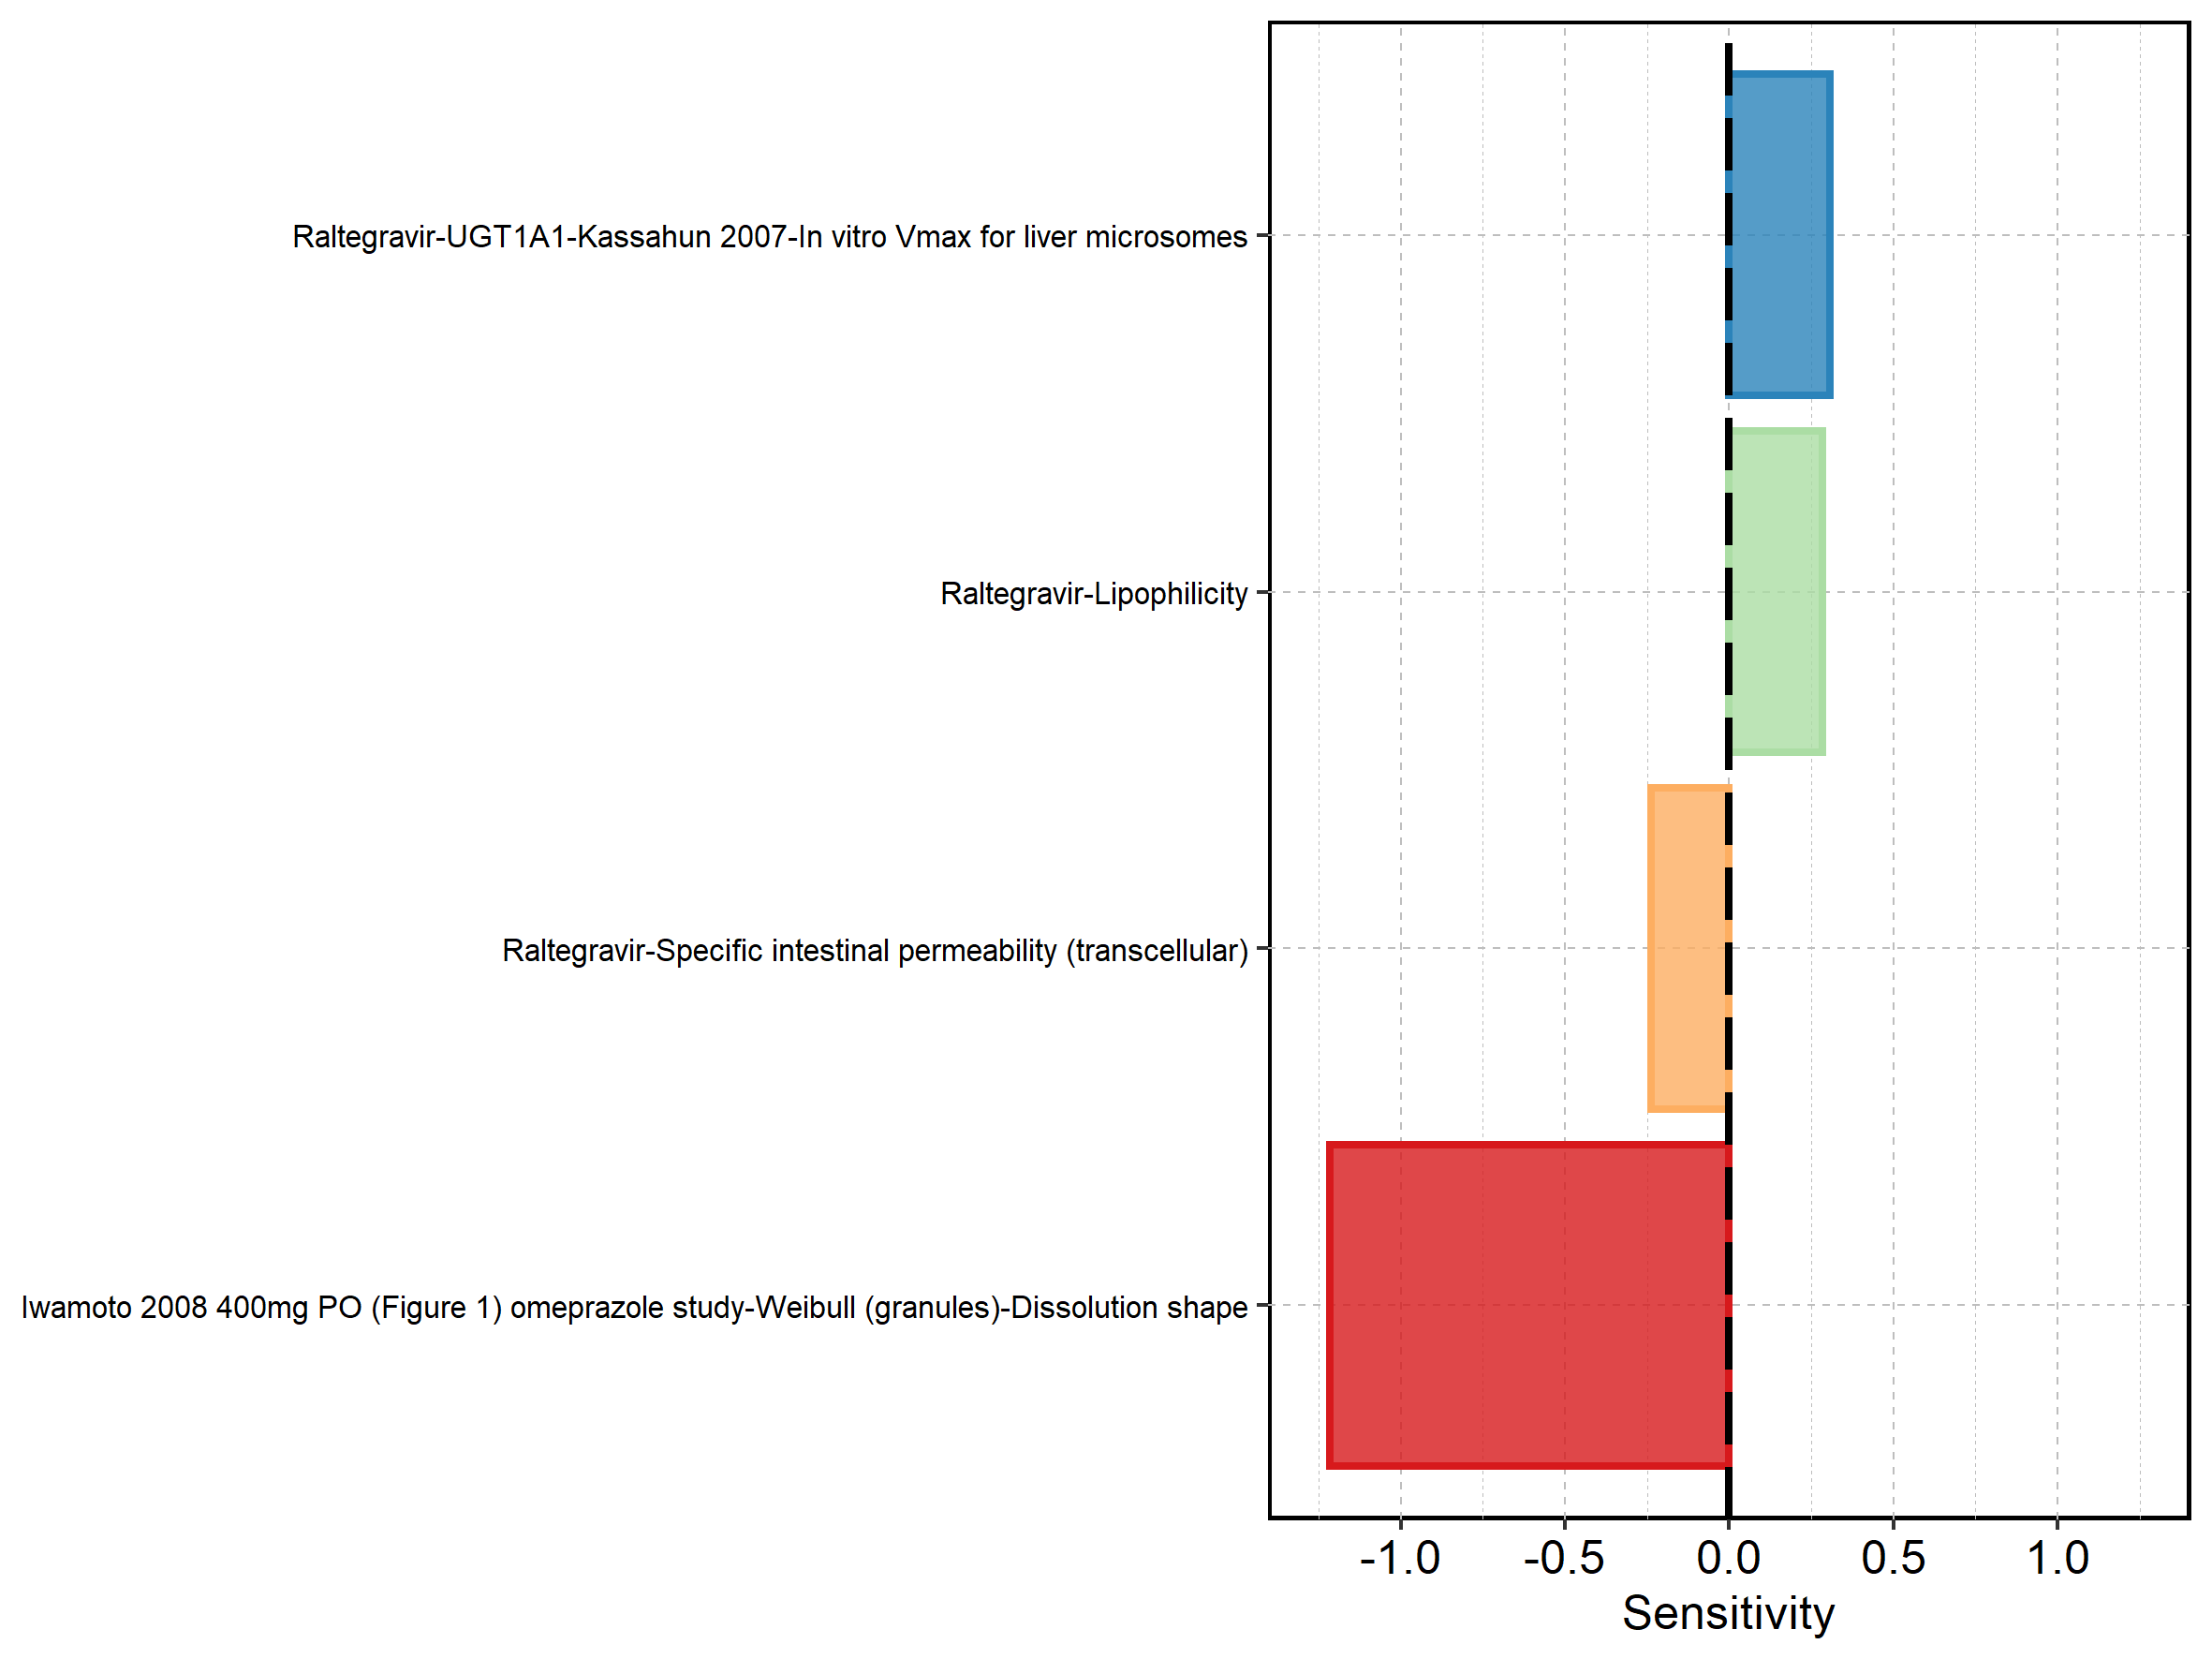 Raltegravir-UGT1A1-Kassahun 2007-In vitro Vmax for liver microsomes
Raltegravir-Lipophilicity
Raltegravir-Specific intestinal permeability (transcellular)
Iwamoto 2008 400mg PO (Figure 1) omeprazole study-Weibull (granules)-Dissolution shape
-1.0 -0.5 0.0 0.5 1.0
Sensitivity